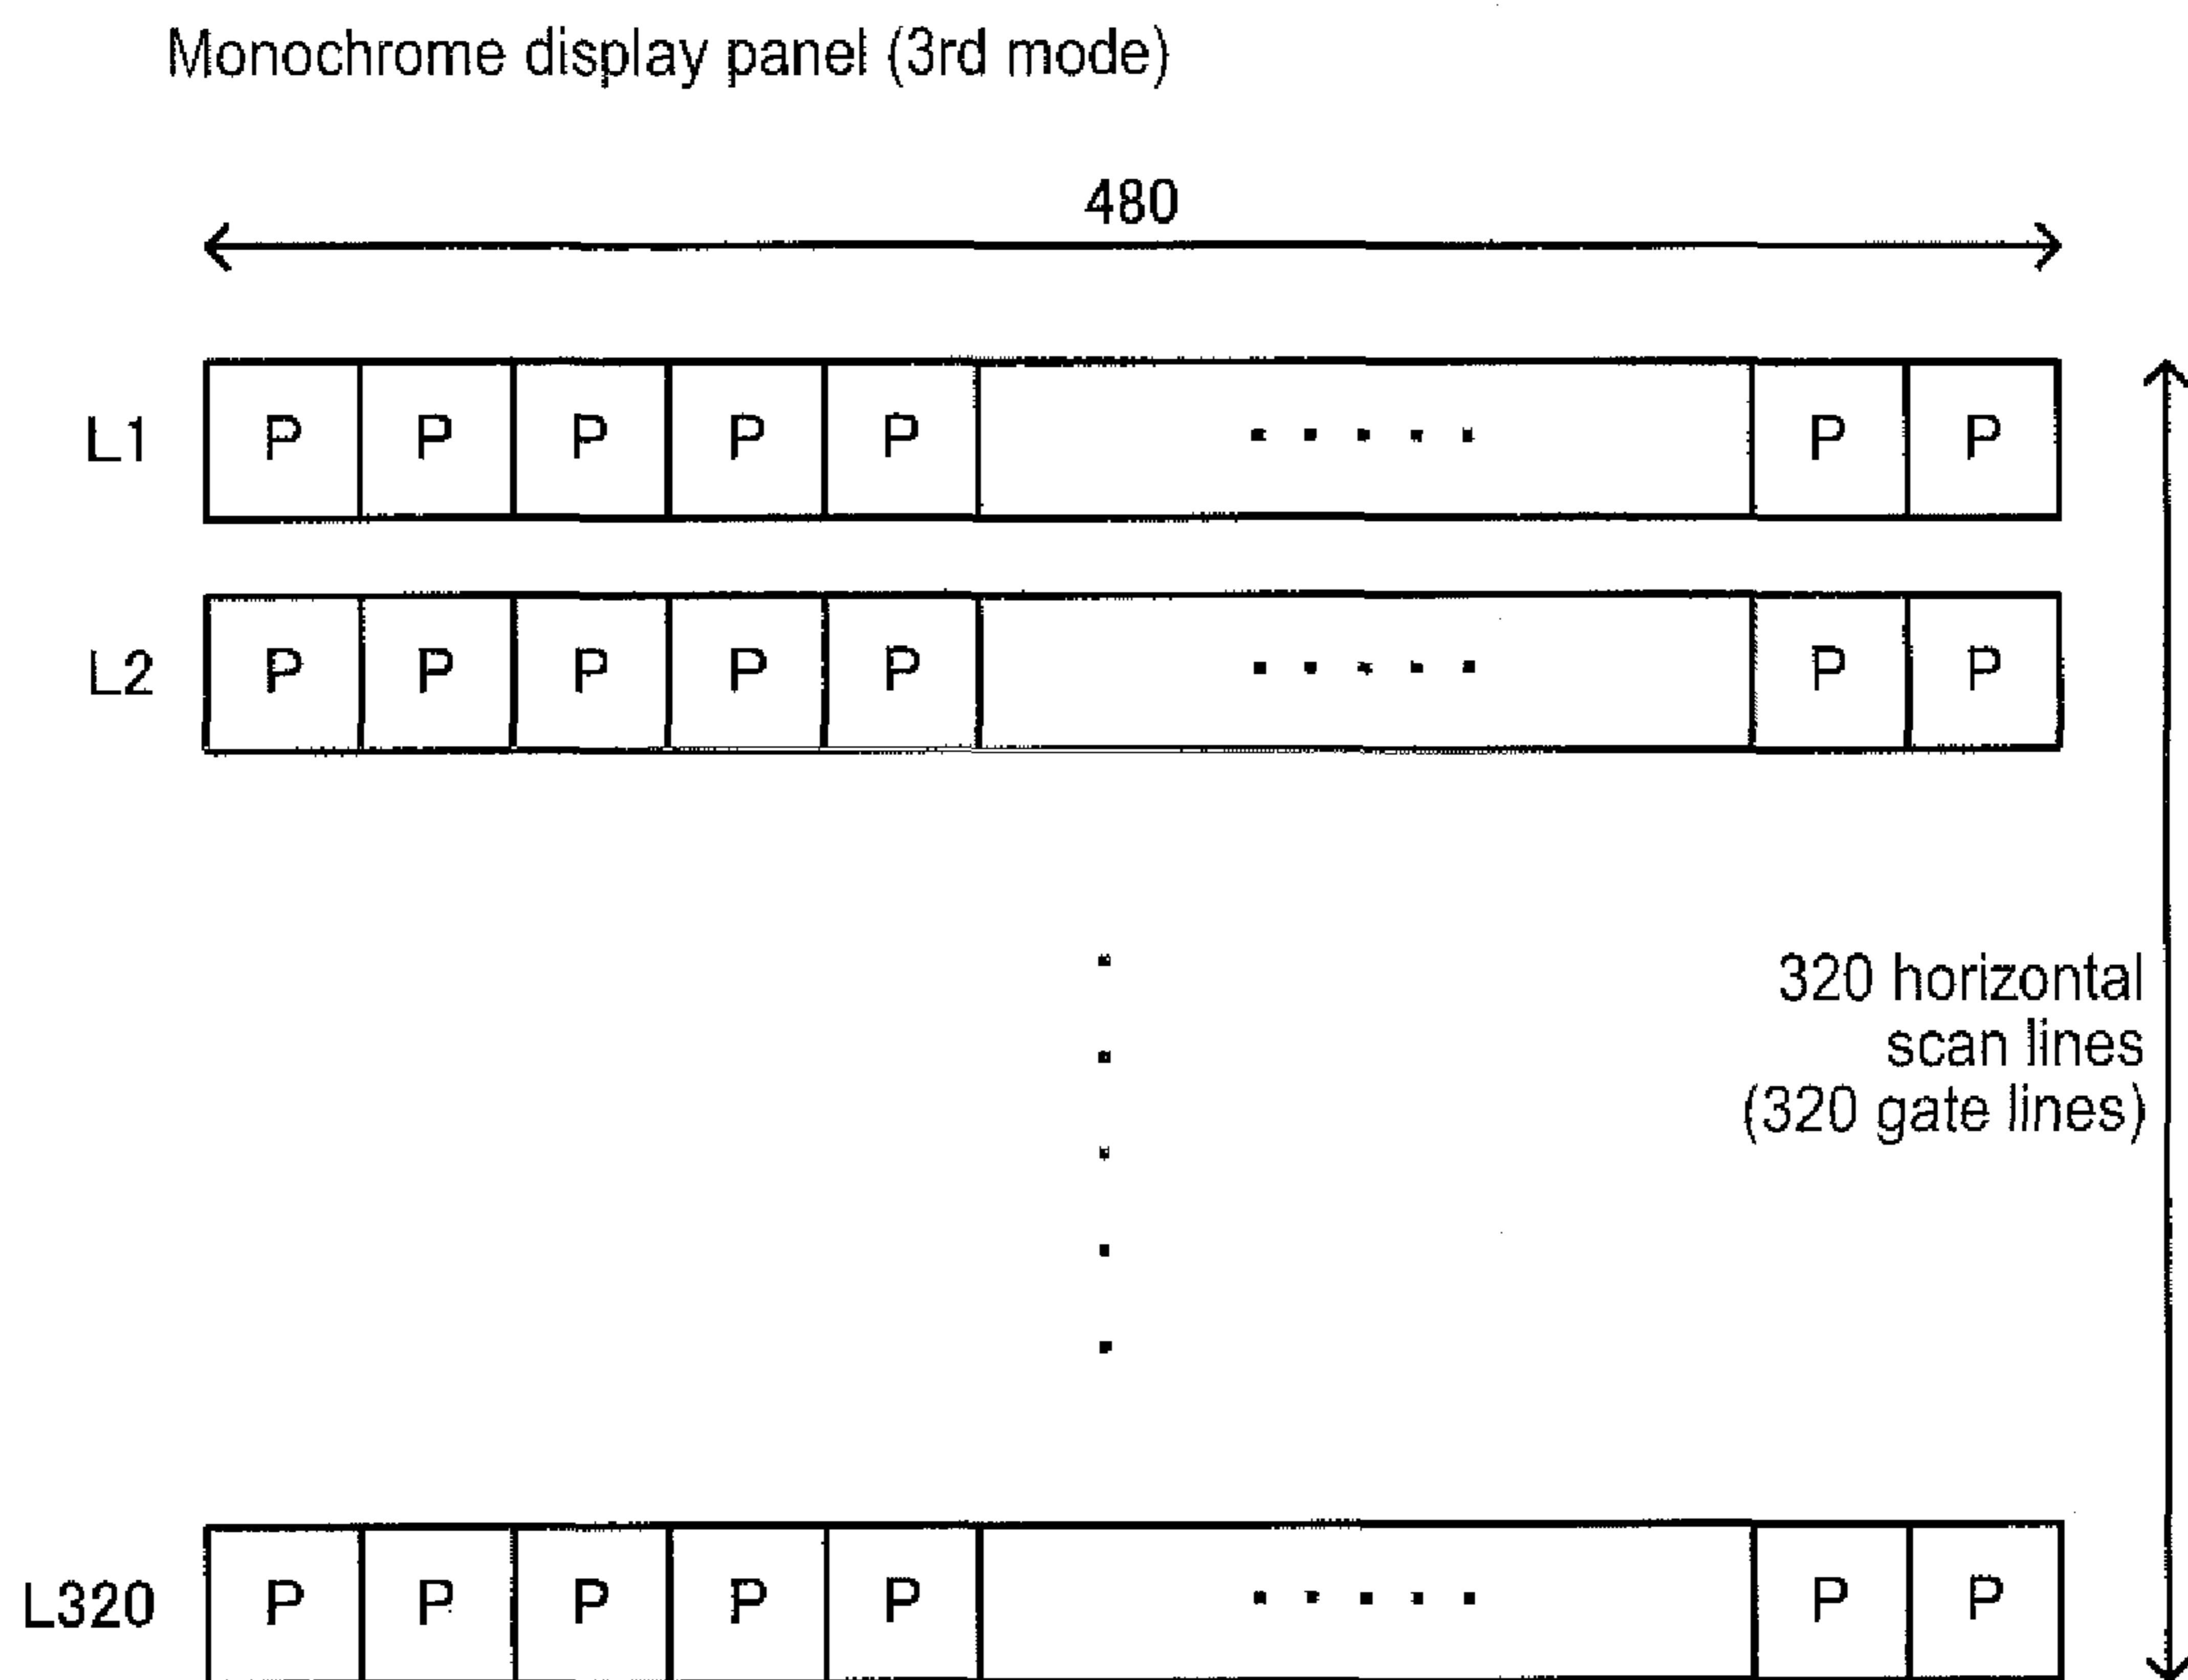 Monochrome display panel (3rd mode)
480
L1 P P P P P ..... P P
L2 P P P P P ..... P P
320 horizontal
scan lines
(320 gate lines)
L320 P P P P P ..... P P